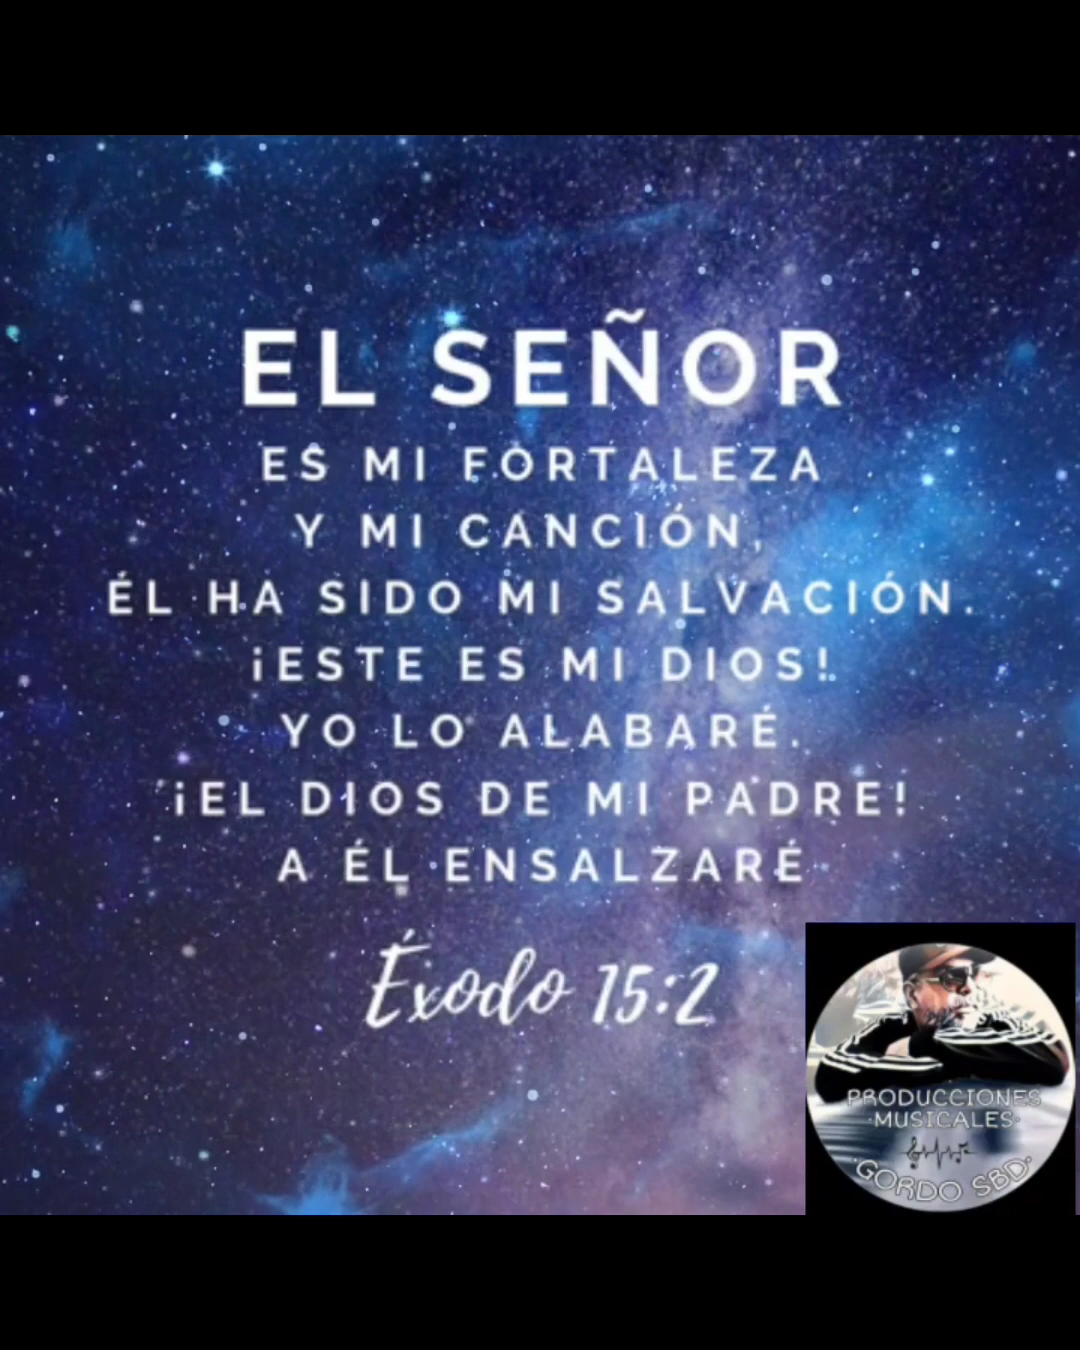 EL SEÑOR
ES MI FORTALEZA
Y MI CANCIÓN,
ÉL HA SIDO MI SALVACIÓN.
¡ESTE ES MI DIOS!
YO LO ALABARÉ.
¡EL DIOS DE MI PADRE!
A ÉL ENSALZARÉ
Éxodo 15:2
PRODUCCIONES
·MUSICALES·
·GORDO SBD·